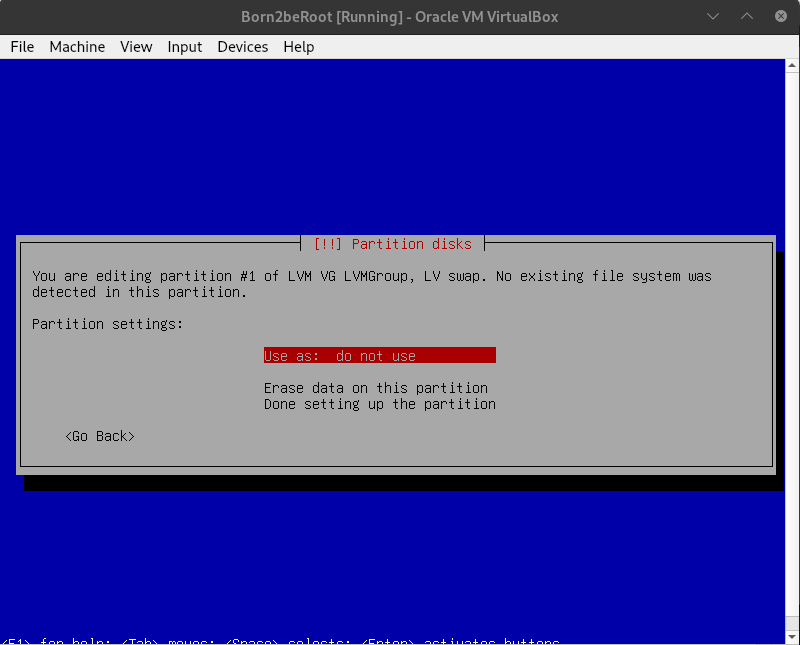 Born2beRoot [Running] - Oracle VM VirtualBox
File Machine View Input Devices Help
[!!] Partition disks
You are editing partition #1 of LVM VG LVMGroup, LV swap. No existing file system was
detected in this partition.
Partition settings:
Use as: do not use
Erase data on this partition
Done setting up the partition
<Go Back>
<F1> for help; <Tab> moves; <Space> selects; <Enter> activates buttons